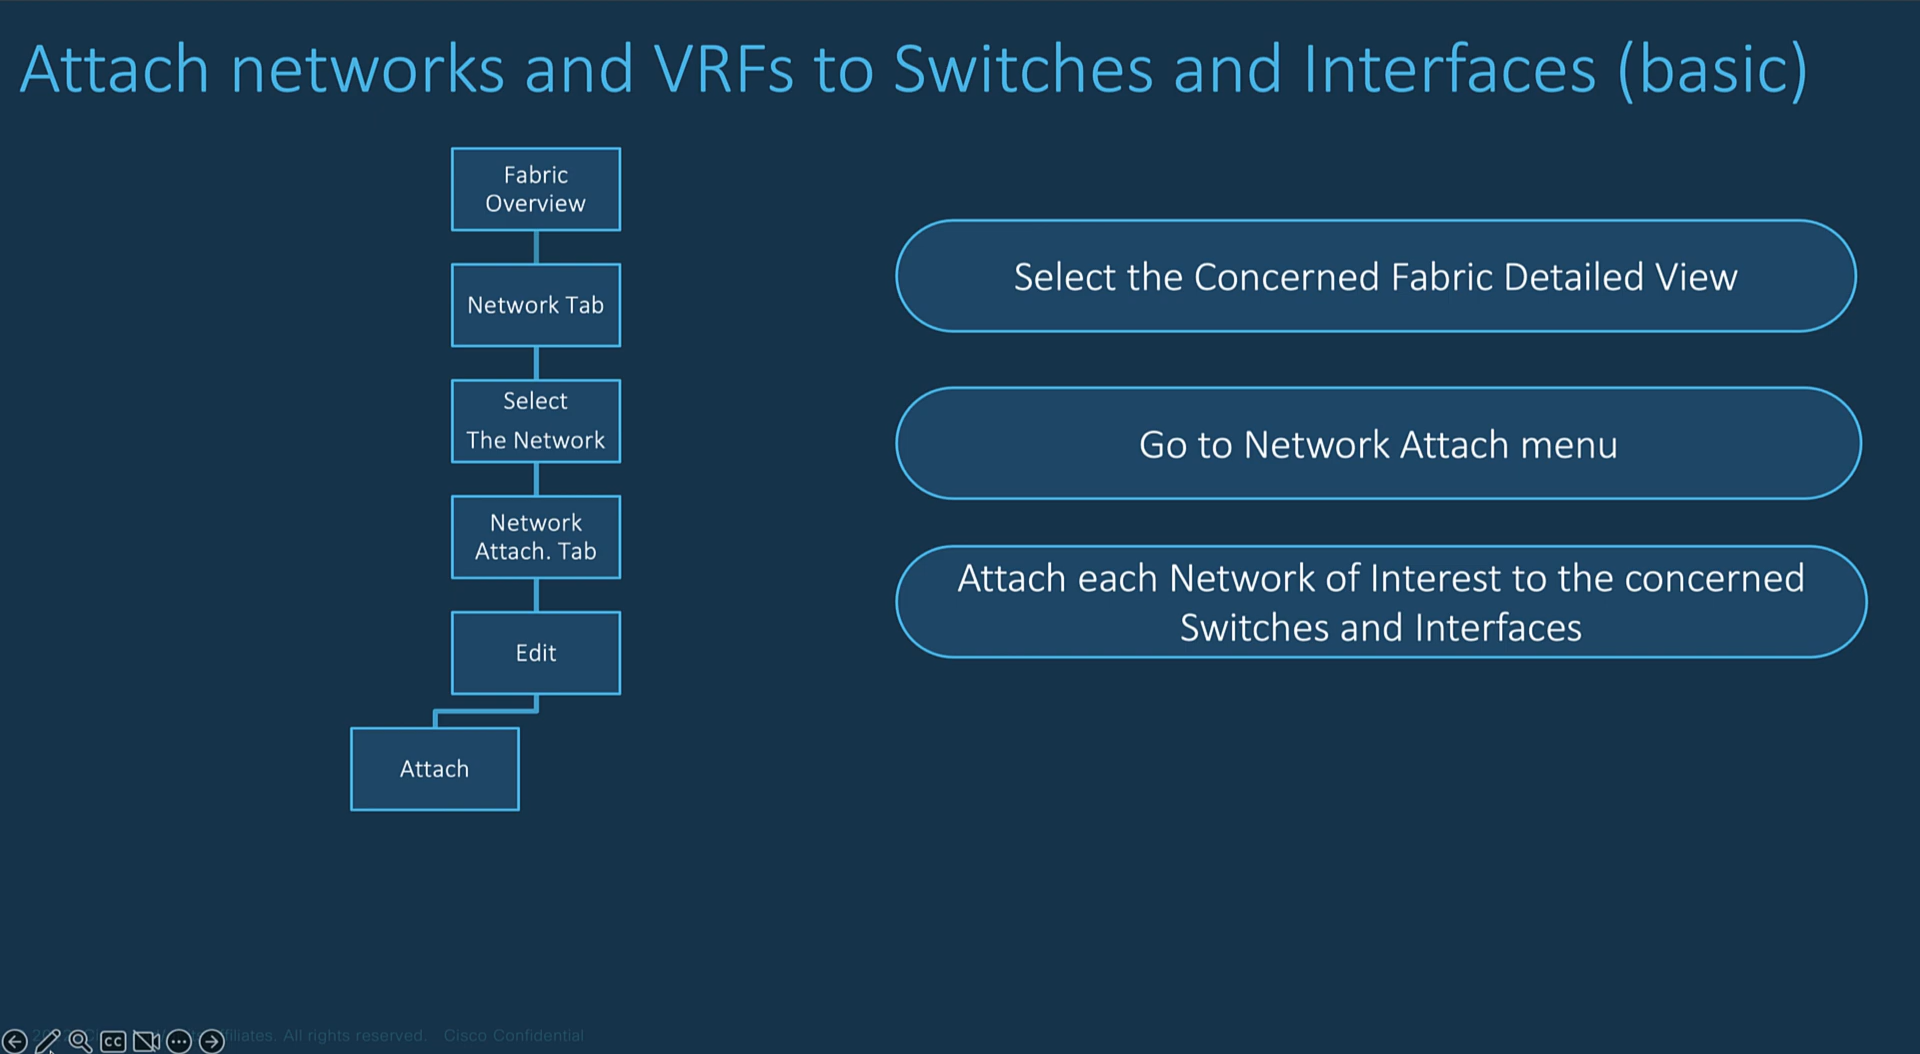 Attach networks and VRFs to Switches and Interfaces (basic)
Fabric
Overview
Network Tab
Select
The Network
Network
Attach. Tab
Edit
Attach
Select the Concerned Fabric Detailed View
Go to Network Attach menu
Attach each Network of Interest to the concerned
Switches and Interfaces
All rights reserved. Cisco Confidential
CC